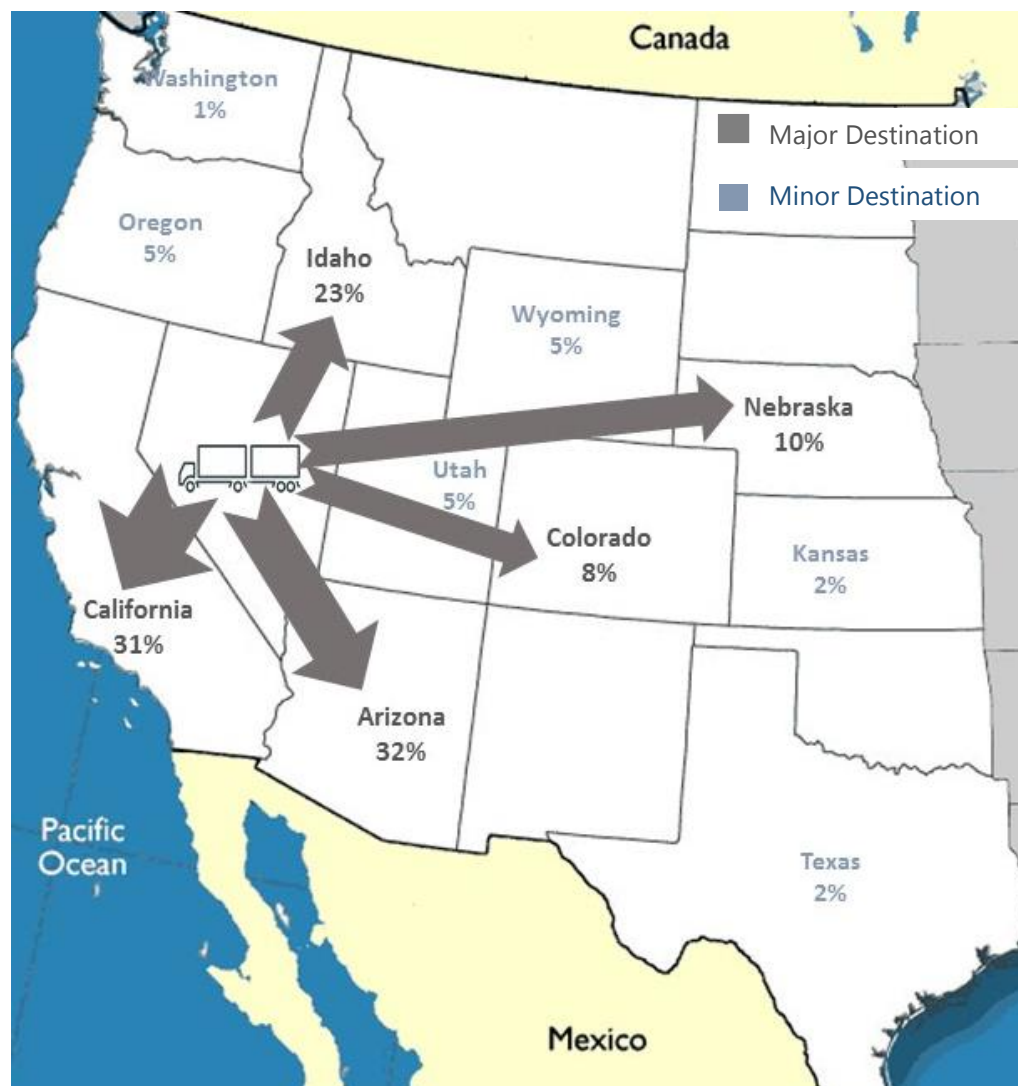 Canada
Washington
1%
Major Destination
Minor Destination
Oregon
5%
Idaho
23%
Wyoming
5%
Nebraska
10%
Utah
5%
Colorado
8%
Kansas
2%
California
31%
Arizona
32%
Pacific
Ocean
Texas
2%
Mexico